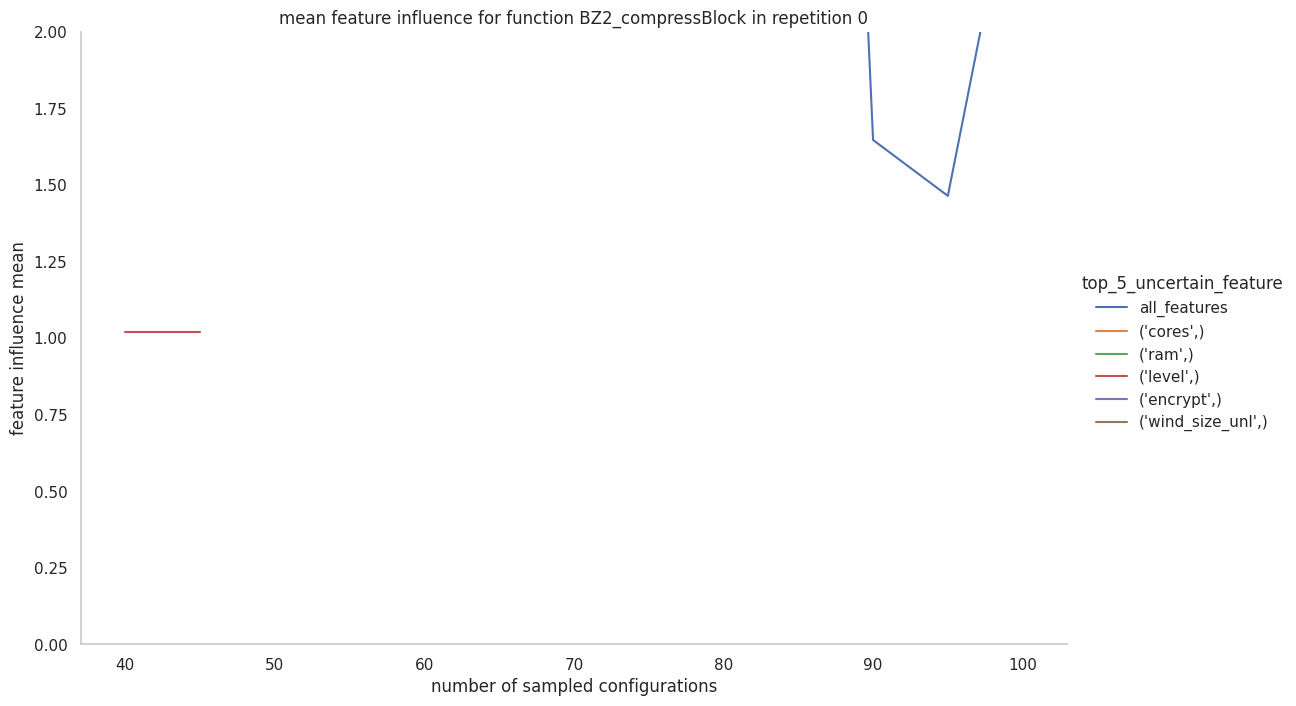 mean feature influence for function BZ2_compressBlock in repetition 0
2.00
1.75
1.50
1.25
1.00
0.75
0.50
0.25
0.00
feature influence mean
40 50 60 70 80 90 100
number of sampled configurations
top_5_uncertain_feature
all_features
('cores',)
('ram',)
('level',)
('encrypt',)
('wind_size_unl',)